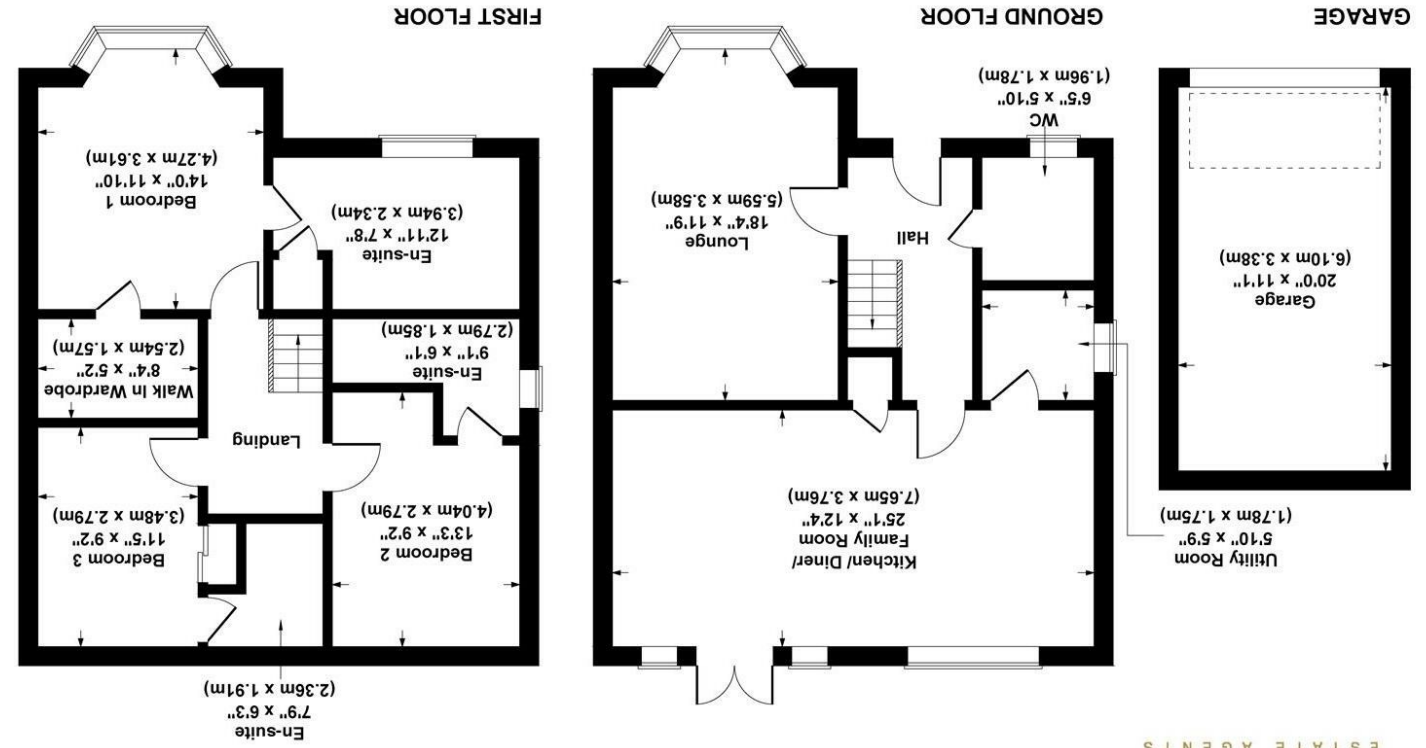 ESTATE AGENTS
Utility Room
5'10" x 5'9"
(1.78m x 1.75m)
Garage
20'0" x 11'1"
(6.10m x 3.38m)
GARAGE
Kitchen/ Diner/
Family Room
25'1" x 12'4"
(7.65m x 3.76m)
Hall
Lounge
18'4" x 11'9"
(5.59m x 3.58m)
WC
6'5" x 5'10"
(1.96m x 1.78m)
GROUND FLOOR
En-suite
7'9" x 6'3"
(2.36m x 1.91m)
Bedroom 2
13'3" x 9'2"
(4.04m x 2.79m)
Bedroom 3
11'5" x 9'2"
(3.48m x 2.79m)
Landing
En-suite
9'1" x 6'1"
(2.79m x 1.85m)
Walk In Wardrobe
8'4" x 5'2"
(2.54m x 1.57m)
En-suite
12'11" x 7'8"
(3.94m x 2.34m)
Bedroom 1
14'0" x 11'10"
(4.27m x 3.61m)
FIRST FLOOR